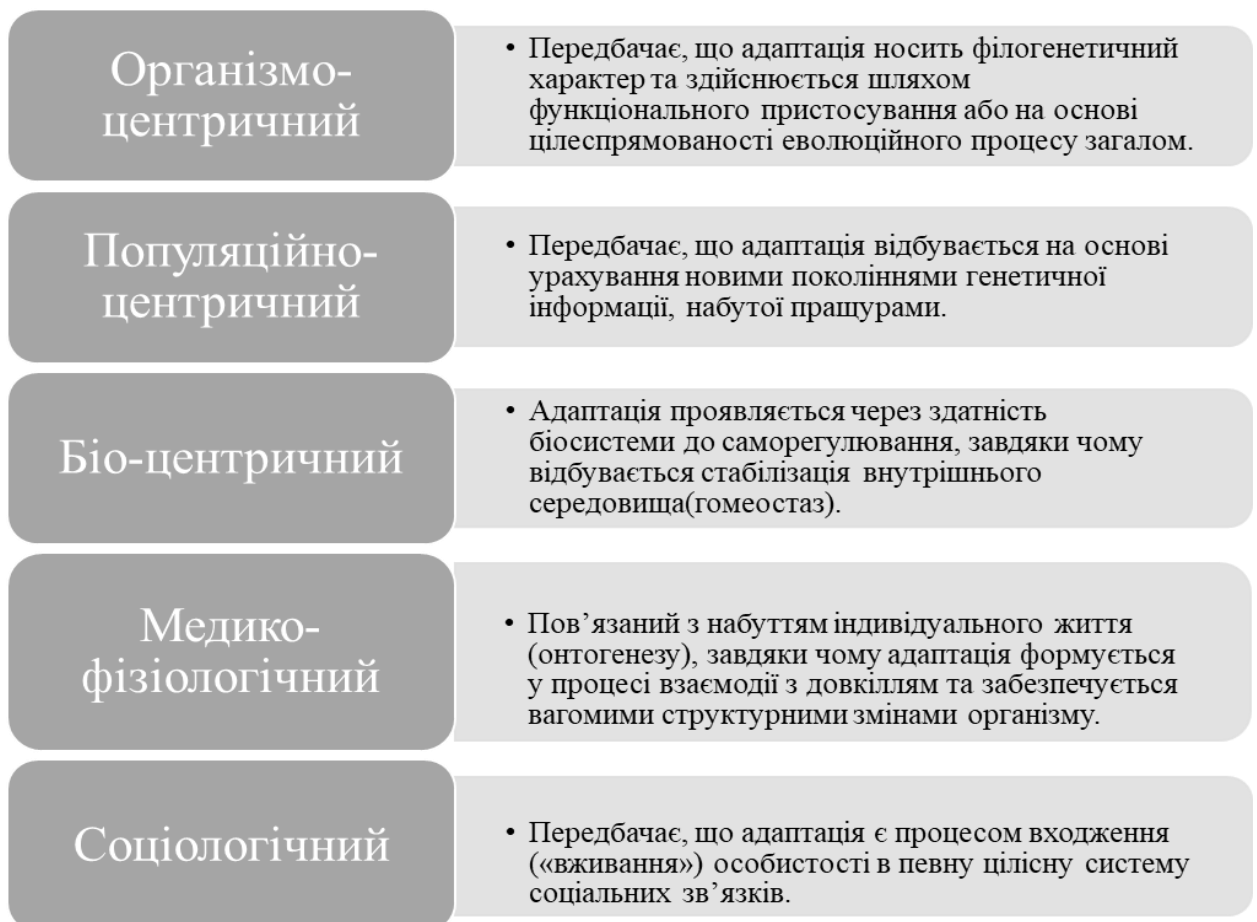 Організмо-
центричний
• Передбачає, що адаптація носить філогенетичний
характер та здійснюється шляхом
функціонального пристосування або на основі
цілеспрямованості еволюційного процесу загалом.
Популяційно-
центричний
• Передбачає, що адаптація відбувається на основі
урахування новими поколіннями генетичної
інформації, набутої пращурами.
Біо-центричний
• Адаптація проявляється через здатність
біосистеми до саморегулювання, завдяки чому
відбувається стабілізація внутрішнього
середовища(гомеостаз).
Медико-
фізіологічний
• Пов’язаний з набуттям індивідуального життя
(онтогенезу), завдяки чому адаптація формується
у процесі взаємодії з довкіллям та забезпечується
вагомими структурними змінами організму.
Соціологічний
• Передбачає, що адаптація є процесом входження
(«вживання») особистості в певну цілісну систему
соціальних зв’язків.